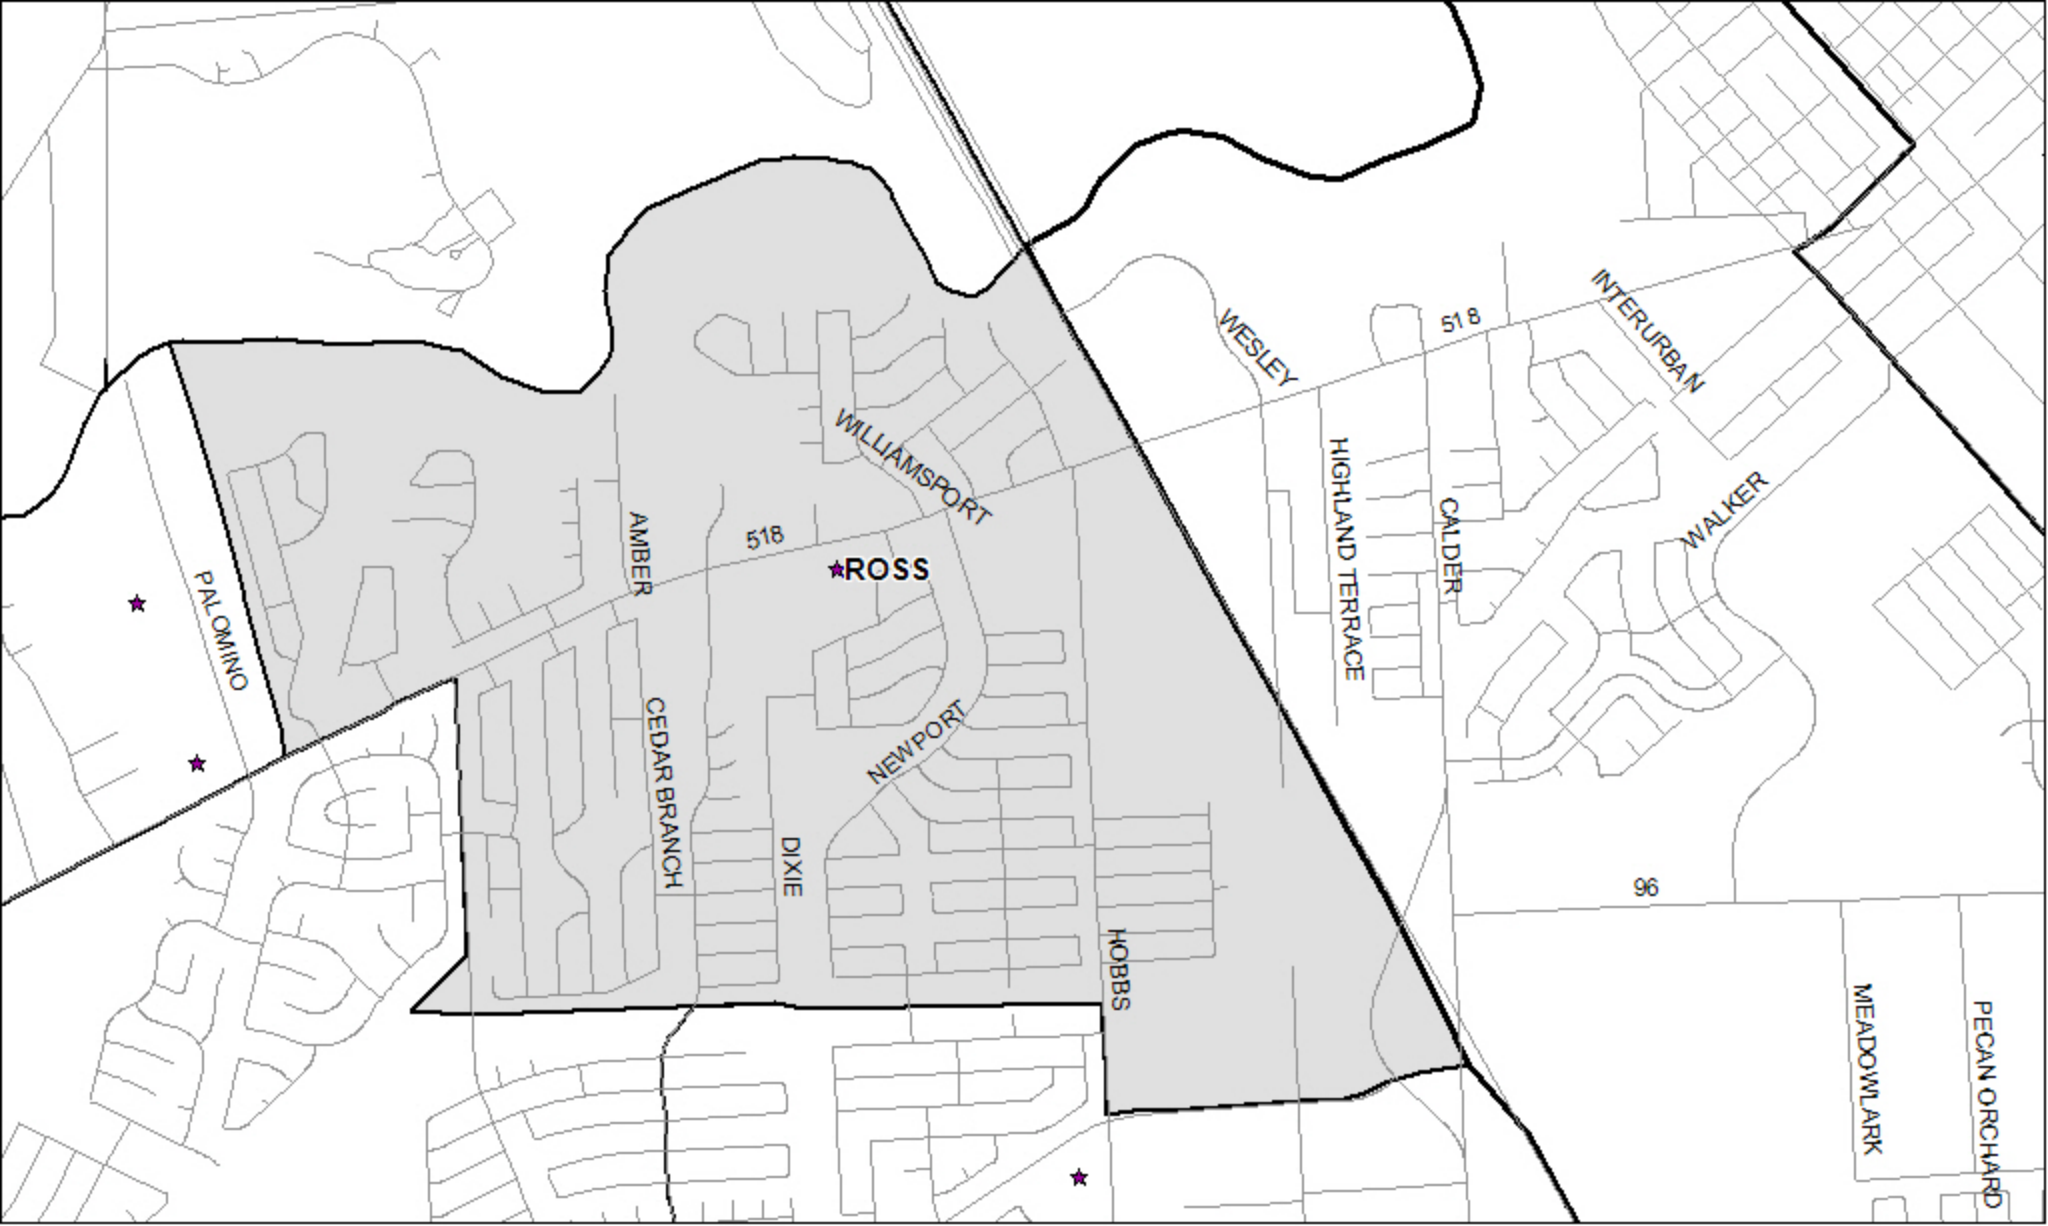 518
INTERURBAN
WESLEY
WILLIAMSPORT
HIGHLAND TERRACE
CALDER
WALKER
AMBER
518
ROSS
PALOMINO
CEDAR BRANCH
NEWPORT
DIXIE
96
HOBBS
MEADOWLARK
PECAN ORCHARD